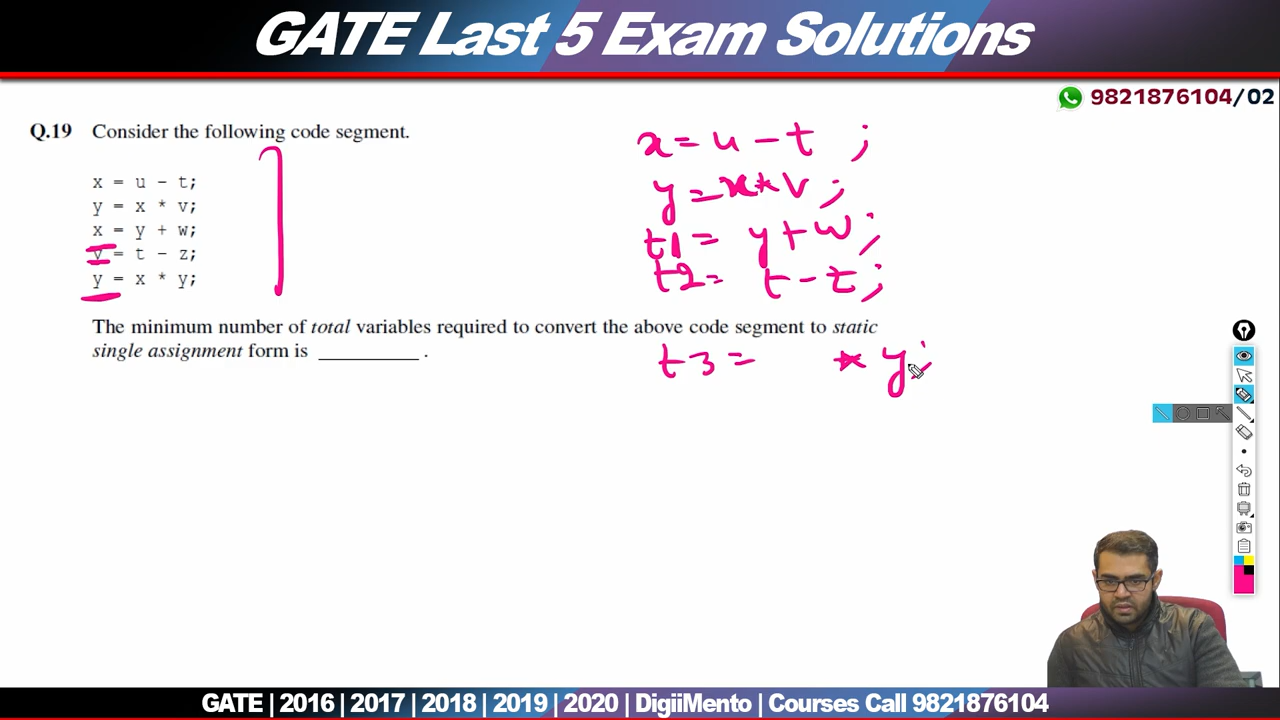 GATE Last 5 Exam Solutions
9821876104/02
Q.19 Consider the following code segment.
x = u - t;
y = x * v;
x = y + w;
y = t - z;
y = x * y;
The minimum number of total variables required to convert the above code segment to static
single assignment form is __________ .
x = u - t ;
y = x * v ;
t1 = y + w ;
t2 = t - z ;
t3 = * y ;
GATE | 2016 | 2017 | 2018 | 2019 | 2020 | DigiiMento | Courses Call 9821876104